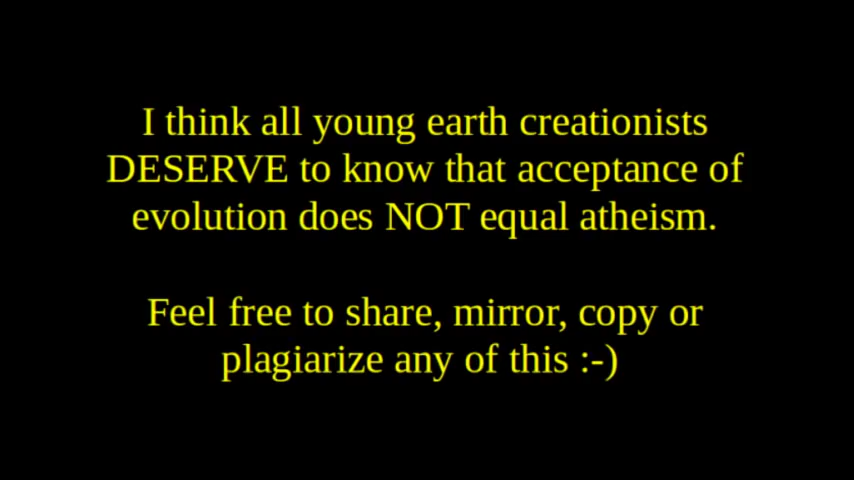 I think all young earth creationists
DESERVE to know that acceptance of
evolution does NOT equal atheism.
Feel free to share, mirror, copy or
plagiarize any of this :-)